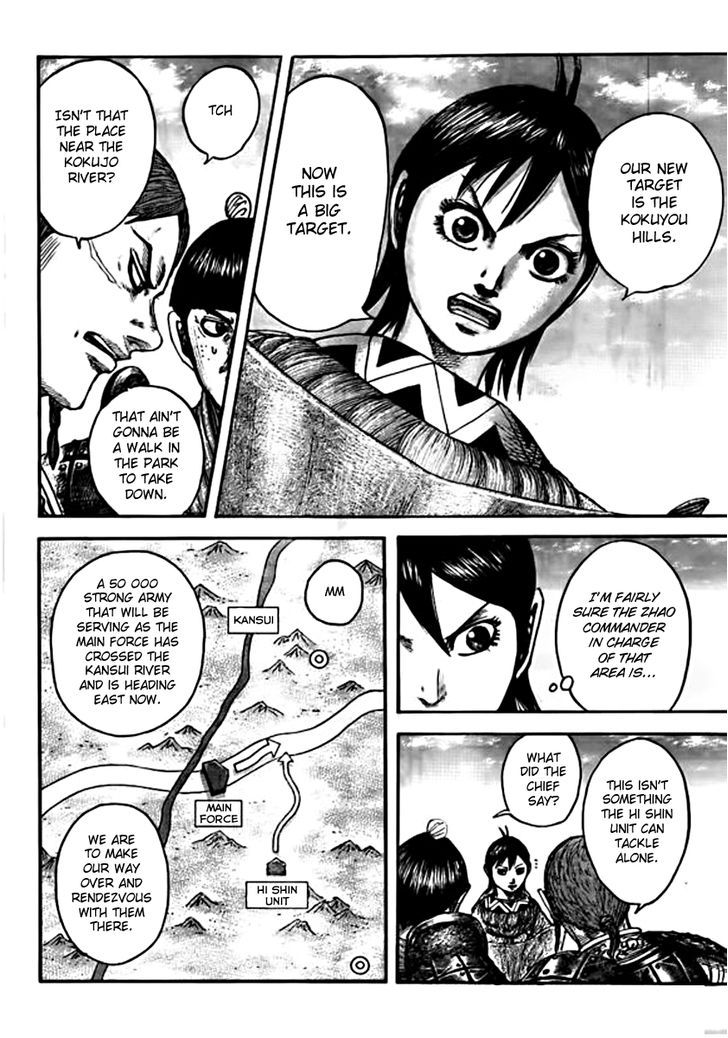 OUR NEW
TARGET
IS THE
KOKUYOU
HILLS.
NOW
THIS IS
A BIG
TARGET.
TCH
ISN'T THAT
THE PLACE
NEAR THE
KOKUJO
RIVER?
THAT AIN'T
GONNA BE
A WALK IN
THE PARK
TO TAKE
DOWN.
I'M FAIRLY
SURE THE ZHAO
COMMANDER
IN CHARGE
OF THAT
AREA IS...
THIS ISN'T
SOMETHING
THE HI SHIN
UNIT CAN
TACKLE
ALONE.
WHAT
DID THE
CHIEF
SAY?
MM
A 50 000
STRONG ARMY
THAT WILL BE
SERVING AS THE
MAIN FORCE HAS
CROSSED THE
KANSUI RIVER
AND IS HEADING
EAST NOW.
KANSUI
MAIN
FORCE
HI SHIN
UNIT
WE ARE
TO MAKE
OUR WAY
OVER AND
RENDEZVOUS
WITH THEM
THERE.